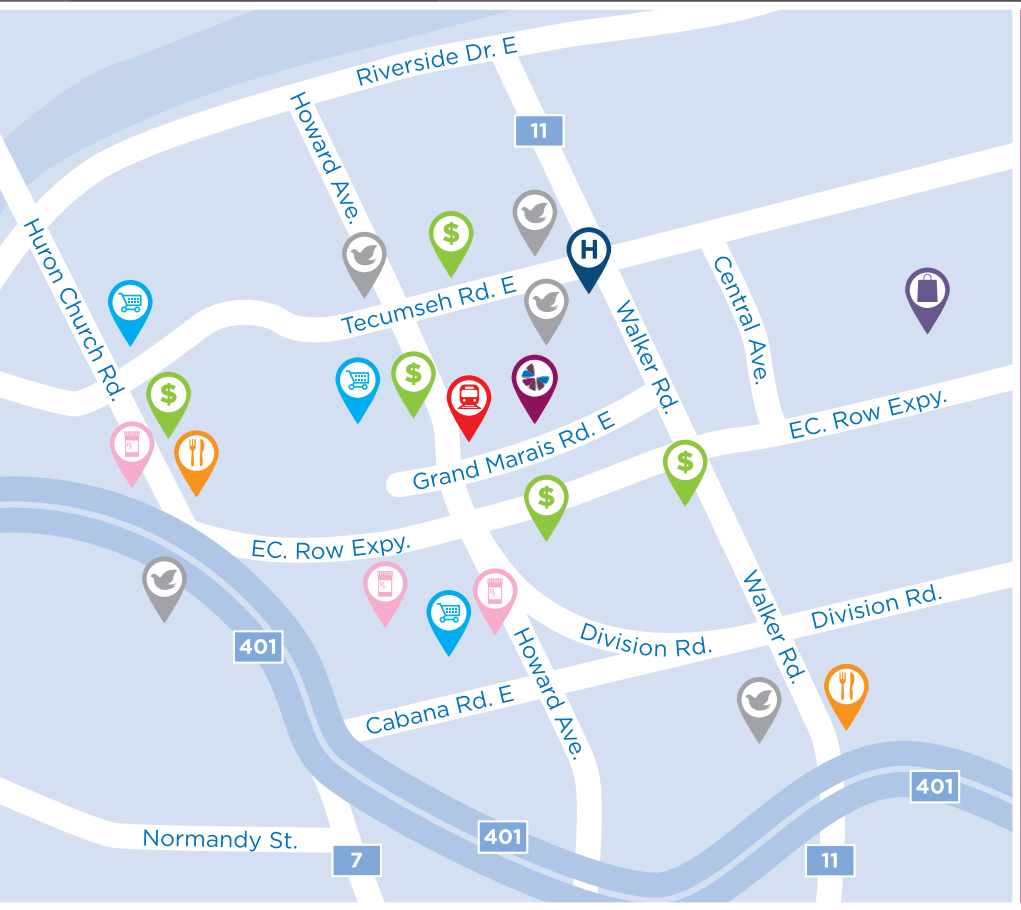 Riverside Dr. E
Howard Ave.
11
Huron Church Rd.
$
H
Tecumseh Rd. E
Central Ave.
Walker Rd.
$
$
EC. Row Expy.
Grand Marais Rd. E
$
$
EC. Row Expy.
Division Rd.
Walker Rd.
Division Rd.
401
Howard Ave.
Cabana Rd. E
401
401
Normandy St.
7
11